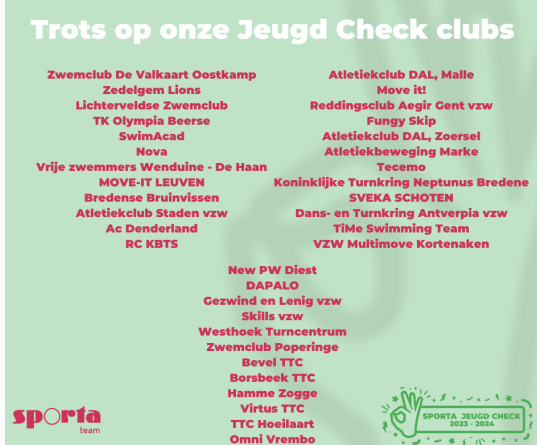 Trots op onze Jeugd Check clubs
Zwemclub De Valkaart Oostkamp
Zedelgem Lions
Lichterveldse Zwemclub
TK Olympia Beerse
SwimAcad
Nova
Vrije zwemmers Wenduine - De Haan
MOVE-IT LEUVEN
Bredense Bruinvissen
Atletiekclub Staden vzw
Ac Denderland
RC KBTS
Atletiekclub DAL, Malle
Move it!
Reddingsclub Aegir Gent vzw
Fungy Skip
Atletiekclub DAL, Zoersel
Atletiekbeweging Marke
Tecemo
Koninklijke Turnkring Neptunus Bredene
SVEKA SCHOTEN
Dans- en Turnkring Antverpia vzw
TiMe Swimming Team
VZW Multimove Kortenaken
New PW Diest
DAPALO
Gezwind en Lenig vzw
Skills vzw
Westhoek Turncentrum
Zwemclub Poperinge
Bevel TTC
Borsbeek TTC
Hamme Zogge
Virtus TTC
TTC Hoeilaart
Omni Vrembo
sporta
team
SPORTA JEUGD CHECK
2023 - 2024